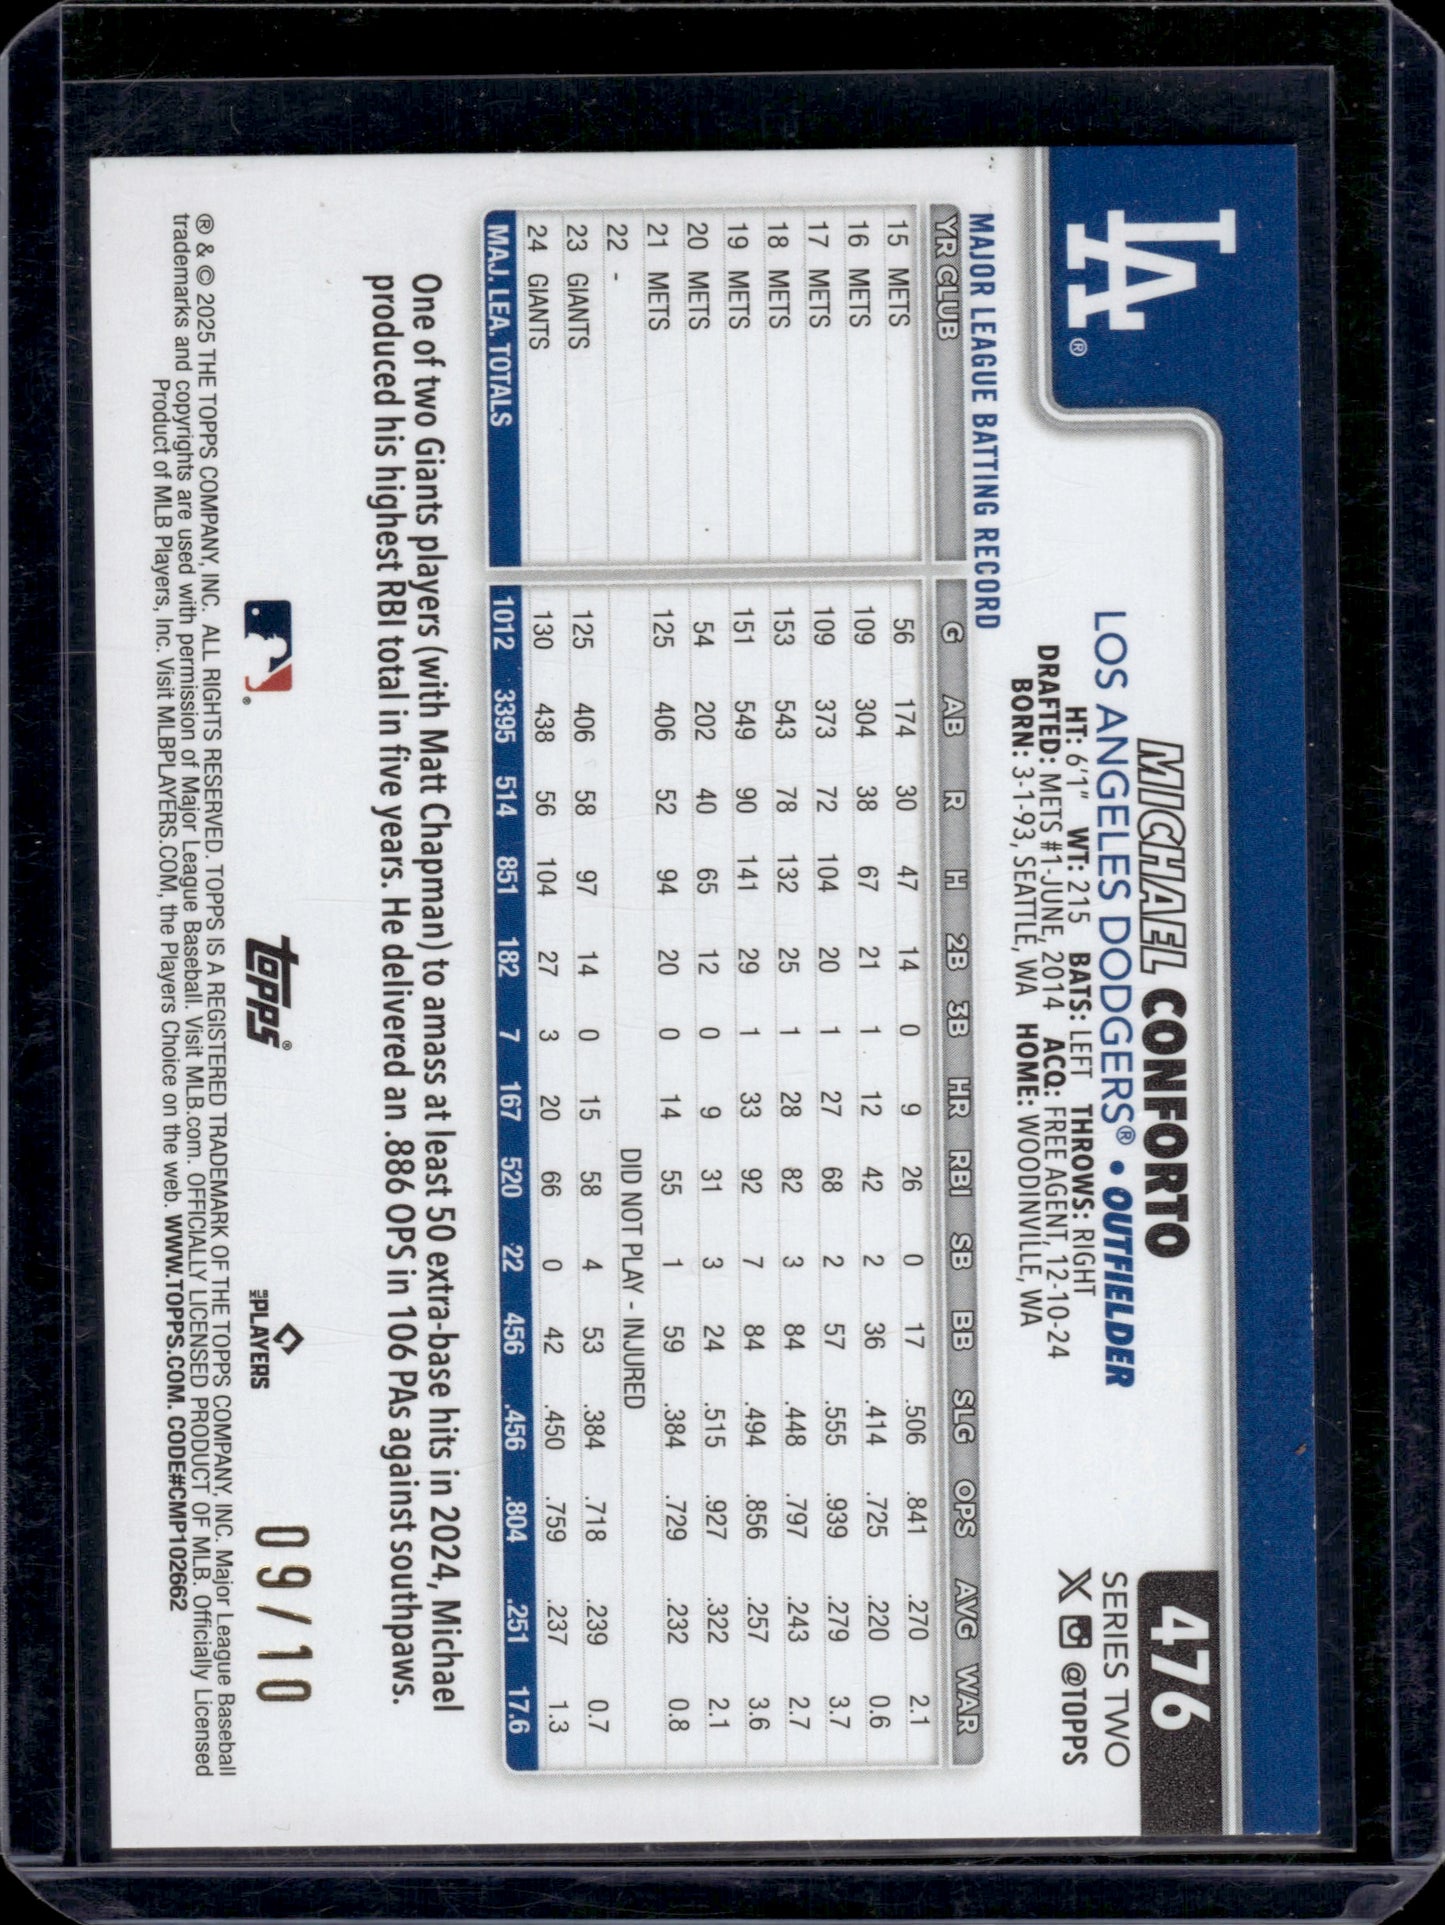 LA®
476
MICHAEL CONFORTO
LOS ANGELES DODGERS® • OUTFIELDER
SERIES TWO
HT: 6'1" WT: 215 BATS: LEFT THROWS: RIGHT
@TOPPS
DRAFTED: METS #1-JUNE, 2014 ACQ: FREE AGENT, 12-10-24
BORN: 3-1-93, SEATTLE, WA HOME: WOODINVILLE, WA
MAJOR LEAGUE BATTING RECORD
YR CLUB G AB R H 2B 3B HR RBI SB BB SLG OPS AVG WAR
15 METS 56 174 30 47 14 0 9 26 0 17 .506 .841 .270 2.1
16 METS 109 304 38 67 21 1 12 42 2 36 .414 .725 .220 0.6
17 METS 109 373 72 104 20 1 27 68 2 57 .555 .939 .279 3.7
18 METS 153 543 78 132 25 1 28 82 3 84 .448 .797 .243 2.7
19 METS 151 549 90 141 29 1 33 92 7 84 .494 .856 .257 3.6
20 METS 54 202 40 65 12 0 9 31 3 24 .515 .927 .322 2.1
21 METS 125 406 52 94 20 0 14 55 1 59 .384 .729 .232 0.8
22 - DID NOT PLAY - INJURED
23 GIANTS 125 406 58 97 14 0 15 58 4 53 .384 .718 .239 0.7
24 GIANTS 130 438 56 104 27 3 20 66 0 42 .450 .759 .237 1.3
MAJ. LEA. TOTALS 1012 3395 514 851 182 7 167 520 22 456 .456 .804 .251 17.6
One of two Giants players (with Matt Chapman) to amass at least 50 extra-base hits in 2024, Michael
produced his highest RBI total in five years. He delivered an .886 OPS in 106 PAs against southpaws.
®
topps®
MLB PLAYERS
09/10
® & © 2025 THE TOPPS COMPANY, INC. ALL RIGHTS RESERVED. TOPPS IS A REGISTERED TRADEMARK OF THE TOPPS COMPANY, INC. Major League Baseball
trademarks and copyrights are used with permission of Major League Baseball. Visit MLB.com. OFFICIALLY LICENSED PRODUCT OF MLB. Officially Licensed
Product of MLB Players, Inc. Visit MLBPLAYERS.COM, the Players Choice on the web. WWW.TOPPS.COM. CODE#CMP102662